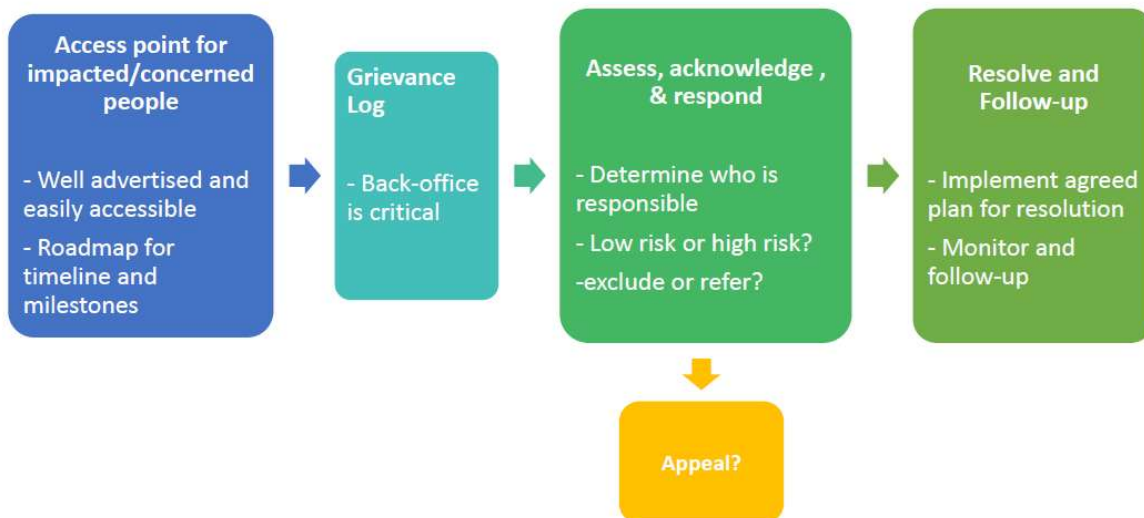 Access point for
impacted/concerned
people
- Well advertised and
easily accessible
- Roadmap for
timeline and
milestones
Grievance
Log
- Back-office
is critical
Assess, acknowledge ,
& respond
- Determine who is
responsible
- Low risk or high risk?
-exclude or refer?
Resolve and
Follow-up
- Implement agreed
plan for resolution
- Monitor and
follow-up
Appeal?